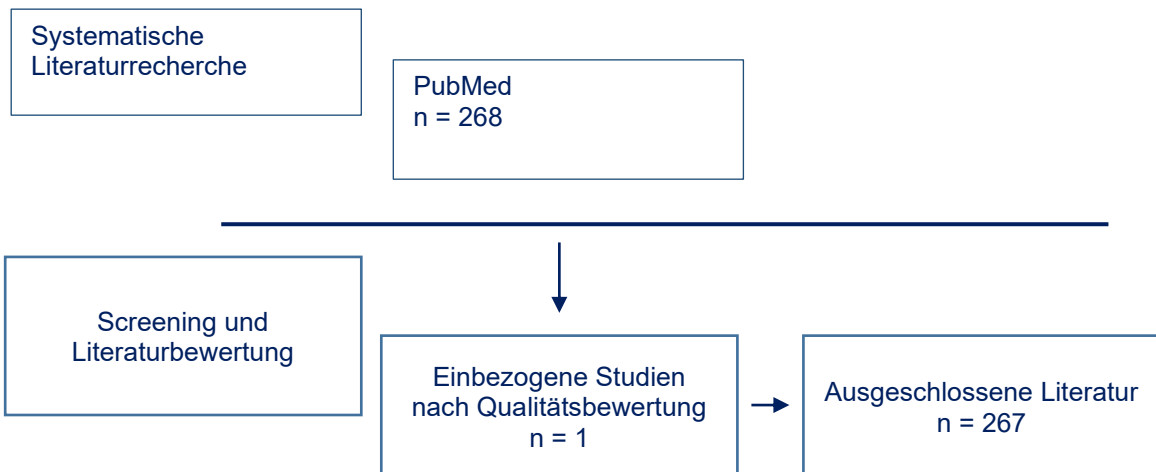 Systematische
Literaturrecherche
PubMed
n = 268
Screening und
Literaturbewertung
Einbezogene Studien
nach Qualitätsbewertung
n = 1
Ausgeschlossene Literatur
n = 267